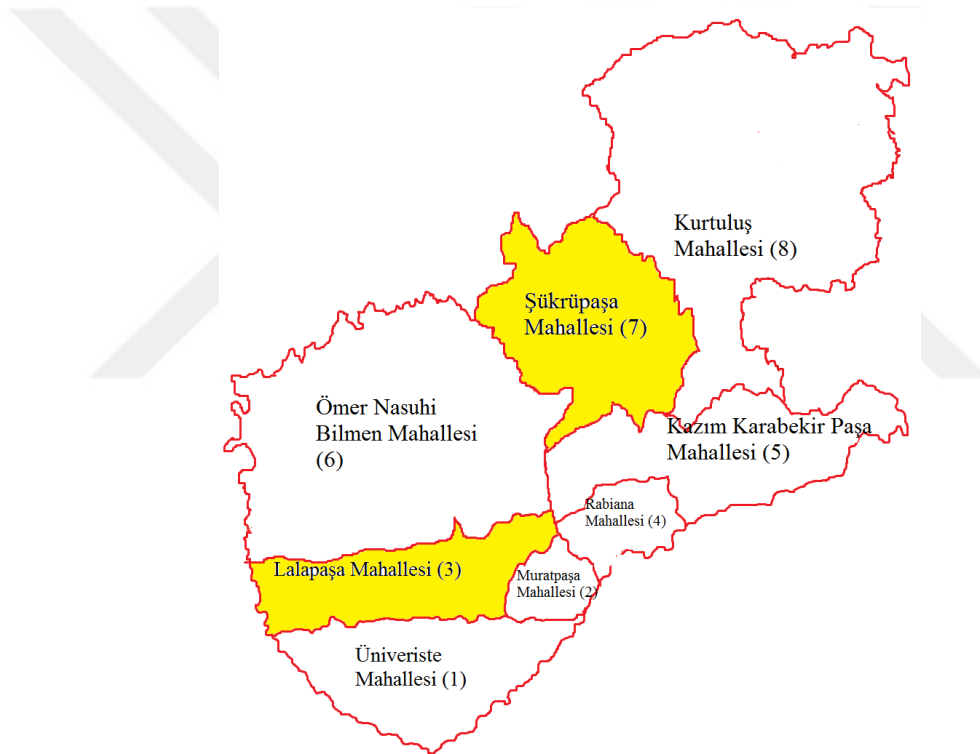 Kurtuluş
Mahallesi (8)
Şükrüpaşa
Mahallesi (7)
Ömer Nasuhi
Bilmen Mahallesi
(6)
Kazım Karabekir Paşa
Mahallesi (5)
Rabiana
Mahallesi (4)
Lalapaşa Mahallesi (3)
Muratpaşa
Mahallesi (2)
Üniveriste
Mahallesi (1)